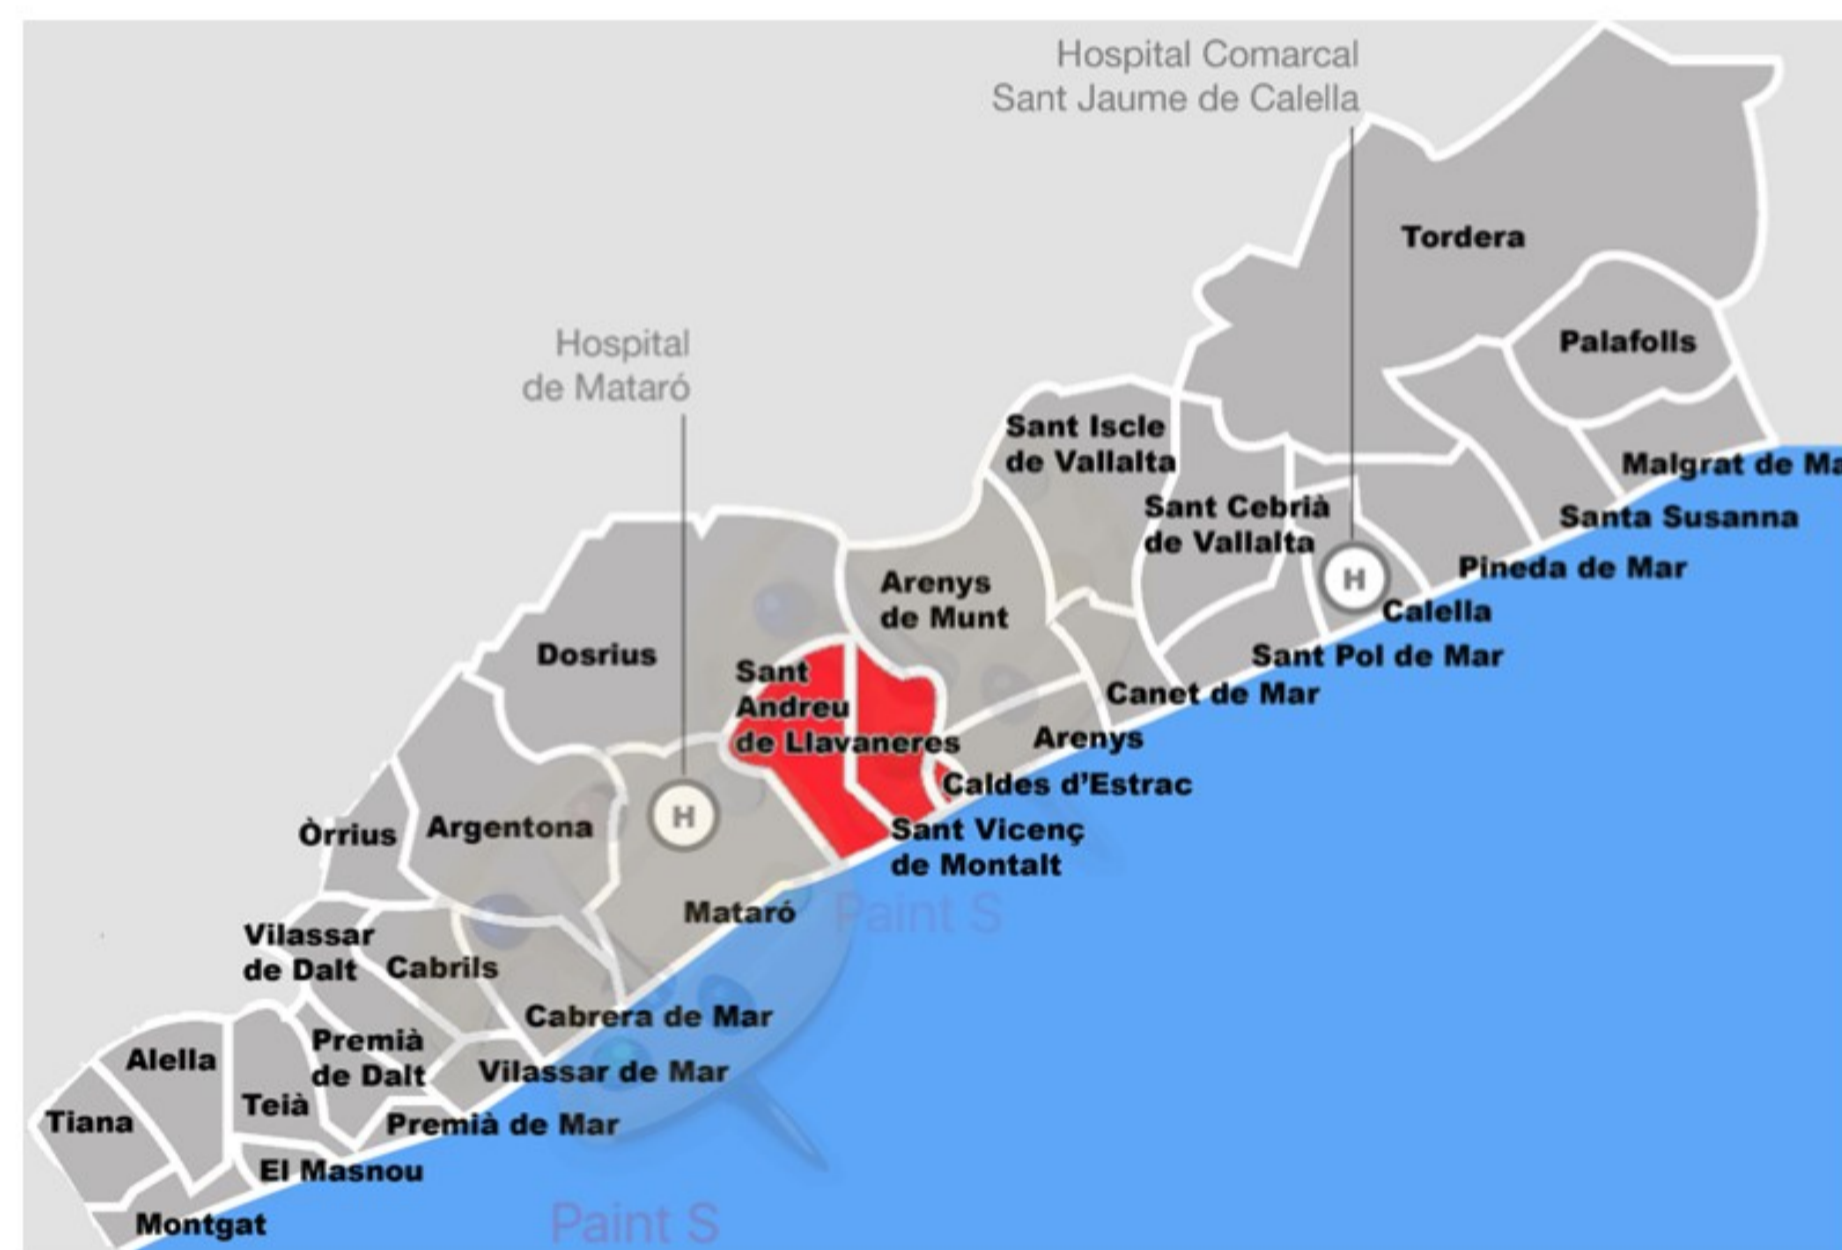 Hospital Comarcal
Sant Jaume de Calella
Tordera
Hospital
de Mataró
Palafolls
Sant Iscle
de Vallalta
Malgrat de Ma
Sant Cebrià
de Vallalta
Santa Susanna
H
Pineda de Mar
Arenys
de Munt
Calella
Dosrius
Sant Pol de Mar
Sant
Andreu
de Llavaneres
Canet de Mar
Arenys
Caldes d'Estrac
H
Òrrius
Argentona
Sant Vicenç
de Montalt
Mataró
Paint S
Vilassar
de Dalt
Cabrils
Cabrera de Mar
Premià
de Dalt
Alella
Vilassar de Mar
Teià
Tiana
Premià de Mar
El Masnou
Montgat
Paint S